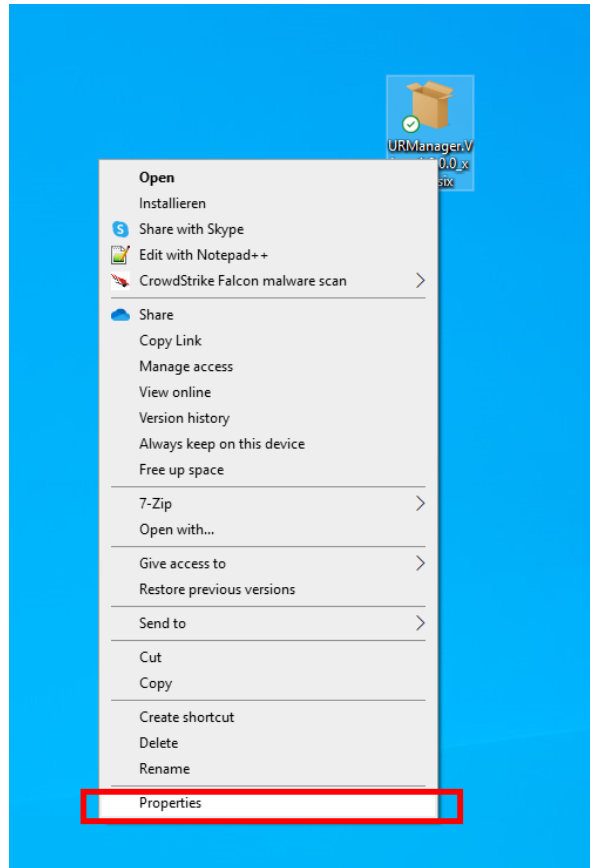 URManager.V
0.0_x
six
Open
Installieren
Share with Skype
Edit with Notepad++
CrowdStrike Falcon malware scan
Share
Copy Link
Manage access
View online
Version history
Always keep on this device
Free up space
7-Zip
Open with...
Give access to
Restore previous versions
Send to
Cut
Copy
Create shortcut
Delete
Rename
Properties